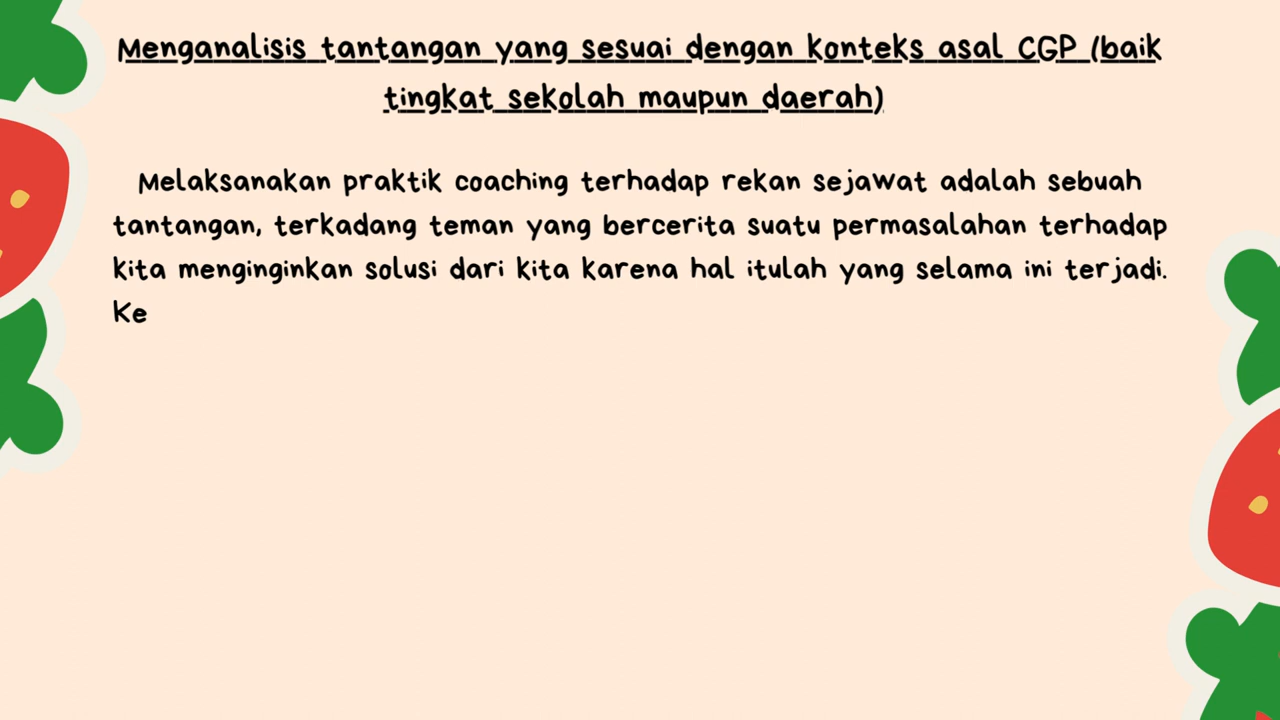 Menganalisis tantangan yang sesuai dengan konteks asal CGP (baik
tingkat sekolah maupun daerah)
Melaksanakan praktik coaching terhadap rekan sejawat adalah sebuah
tantangan, terkadang teman yang bercerita suatu permasalahan terhadap
kita menginginkan solusi dari kita karena hal itulah yang selama ini terjadi.
Ke